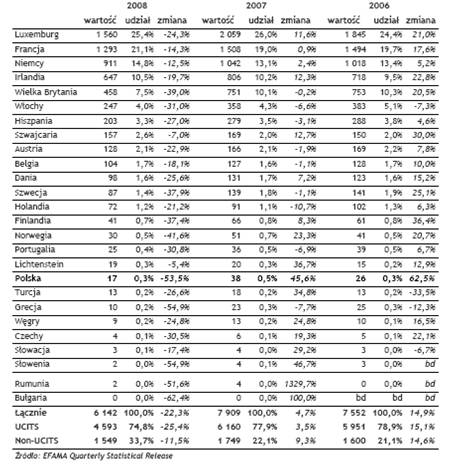 2008 2007 2006
wartość udział zmiana wartość udział zmiana wartość udział zmiana
Luxemburg 1 560 25,4% -24,3% 2 059 26,0% 11,6% 1 845 24,4% 21,0%
Francja 1 293 21,1% -14,3% 1 508 19,0% 0,9% 1 494 19,7% 17,6%
Niemcy 911 14,8% -12,5% 1 042 13,1% 2,4% 1 018 13,4% 5,2%
Irlandia 647 10,5% -19,7% 806 10,2% 12,3% 718 9,5% 22,8%
Wielka Brytania 458 7,5% -39,0% 751 10,1% -0,2% 753 10,3% 20,5%
Włochy 247 4,0% -31,0% 358 4,3% -6,6% 383 5,1% -7,3%
Hiszpania 203 3,3% -27,0% 279 3,5% -3,1% 288 3,8% 4,6%
Szwajcaria 157 2,6% -7,0% 169 2,0% 12,7% 150 2,0% 30,0%
Austria 128 2,1% -22,9% 166 2,1% -1,9% 169 2,2% 7,8%
Belgia 104 1,7% -18,1% 127 1,6% -1,1% 128 1,7% 10,0%
Dania 98 1,6% -25,6% 131 1,7% 7,2% 123 1,6% 15,2%
Szwecja 87 1,4% -37,9% 139 1,8% -1,1% 141 1,9% 25,1%
Holandia 72 1,2% -21,2% 91 1,1% -10,7% 102 1,3% 6,3%
Finlandia 41 0,7% -37,4% 66 0,8% 8,3% 61 0,8% 36,4%
Norwegia 30 0,5% -41,6% 51 0,7% 23,3% 41 0,5% 20,7%
Portugalia 25 0,4% -30,8% 36 0,5% -6,9% 39 0,5% 6,7%
Lichtenstein 19 0,3% -5,4% 20 0,3% 36,7% 15 0,2% 12,9%
Polska 17 0,3% -53,5% 38 0,5% 45,6% 26 0,3% 62,5%
Turcja 13 0,2% -26,6% 18 0,2% 34,8% 13 0,2% -33,5%
Grecja 10 0,2% -54,9% 23 0,3% -7,7% 25 0,3% -12,3%
Węgry 9 0,2% -24,8% 13 0,2% 24,8% 10 0,1% 16,5%
Czechy 4 0,1% -30,5% 6 0,1% 19,3% 5 0,1% 22,1%
Słowacja 3 0,1% -17,4% 4 0,0% 29,2% 3 0,0% -6,7%
Słowenia 2 0,0% -54,9% 4 0,1% 46,7% 2 0,0% bd
Rumunia 2 0,0% -51,6% 4 0,0% 1329,7% 0 0,0% bd
Bułgaria 0 0,0% -62,4% 0 0,0% 100,0% bd bd bd
Łącznie 6 142 100,0% -22,3% 7 909 100,0% 4,7% 7 552 100,0% 14,9%
UCITS 4 593 74,8% -25,4% 6 160 77,9% 3,5% 5 951 78,9% 15,1%
Non-UCITS 1 549 33,7% -11,5% 1 749 22,1% 9,3% 1 600 21,1% 14,6%
Źródło: EFAMA Quarterly Statistical Release